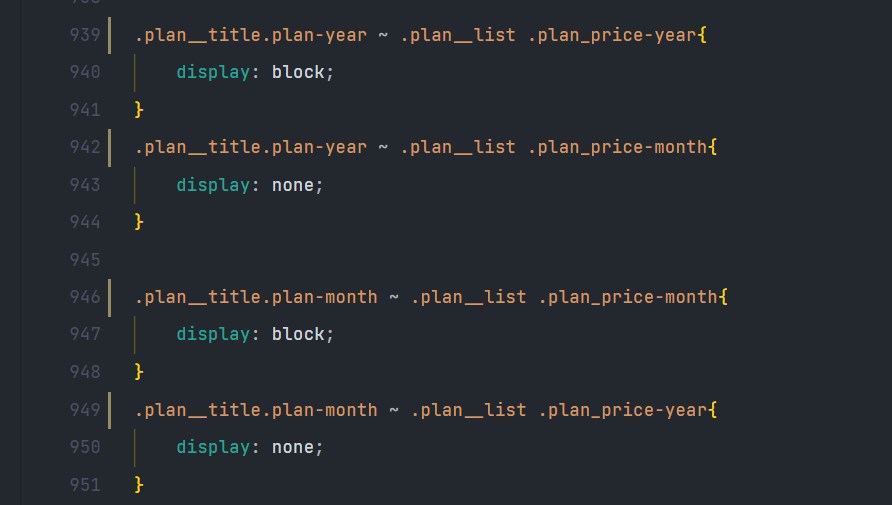 939 .plan__title.plan-year ~ .plan__list .plan_price-year{
940 display: block;
941 }
942 .plan__title.plan-year ~ .plan__list .plan_price-month{
943 display: none;
944 }
945
946 .plan__title.plan-month ~ .plan__list .plan_price-month{
947 display: block;
948 }
949 .plan__title.plan-month ~ .plan__list .plan_price-year{
950 display: none;
951 }